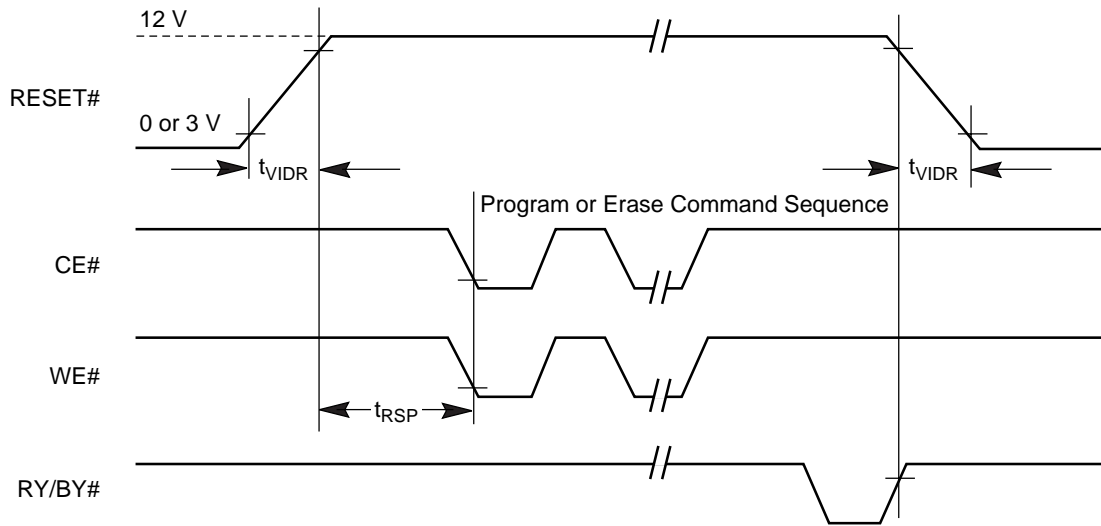 12 V
RESET#
0 or 3 V
tVIDR
tVIDR
Program or Erase Command Sequence
CE#
WE#
tRSP
RY/BY#